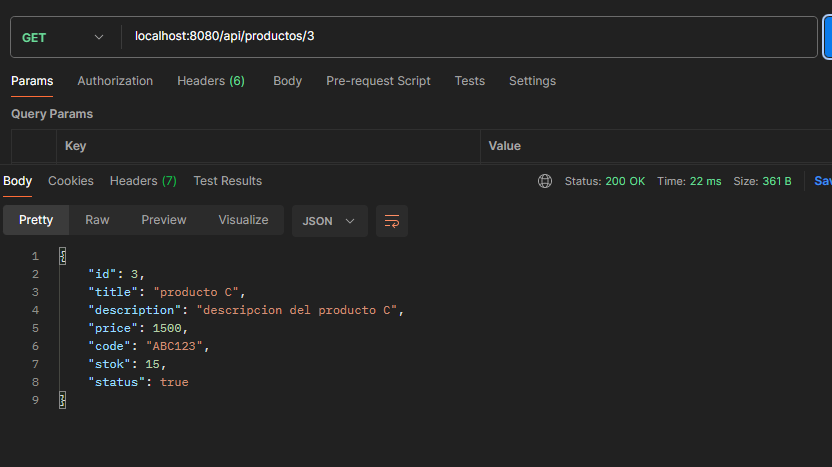 GET localhost:8080/api/productos/3
Params Authorization Headers (6) Body Pre-request Script Tests Settings
Query Params
Key Value
Body Cookies Headers (7) Test Results Status: 200 OK Time: 22 ms Size: 361 B Sav
Pretty Raw Preview Visualize JSON
1 {
2 "id": 3,
3 "title": "producto C",
4 "description": "descripcion del producto C",
5 "price": 1500,
6 "code": "ABC123",
7 "stok": 15,
8 "status": true
9 }